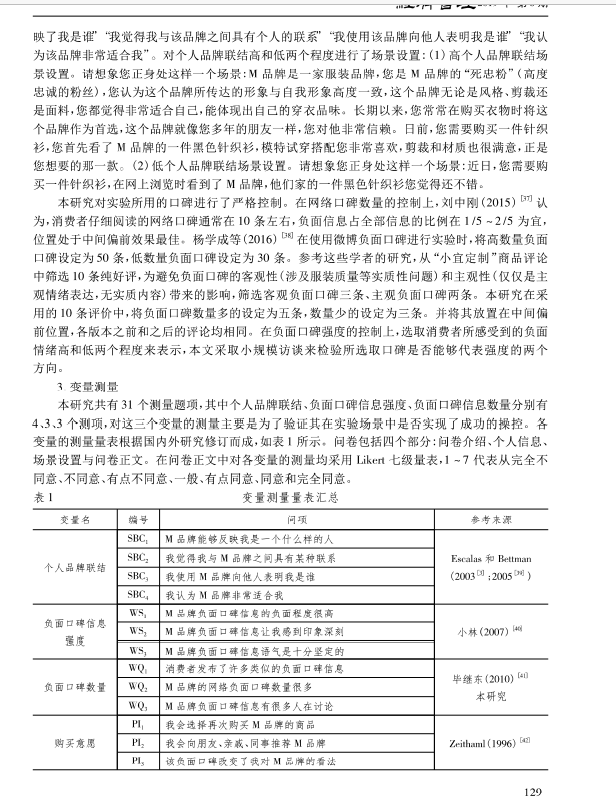 映了我是谁”“我觉得我与该品牌之间具有个人的联系”“我使用该品牌向他人表明我是谁”“我认
为该品牌非常适合我”。对个人品牌联结高和低两个程度进行了场景设置:(1)高个人品牌联结场
景设置。请想象您正身处这样一个场景:M 品牌是一家服装品牌,您是 M 品牌的“死忠粉”(高度
忠诚的粉丝),您认为这个品牌所传达的形象与自我形象高度一致,这个品牌无论是风格、剪裁还
是面料,您都觉得非常适合自己,能体现出自己的穿衣品味。长期以来,您常常在购买衣物时将这
个品牌作为首选,这个品牌就像您多年的朋友一样,您对他非常信赖。日前,您需要购买一件针织
衫,您首先看了 M 品牌的一件黑色针织衫,模特试穿搭配您非常喜欢,剪裁和材质也很满意,正是
您想要的那一款。(2)低个人品牌联结场景设置。请想象您正身处这样一个场景:近日,您需要购
买一件针织衫,在网上浏览时看到了 M 品牌,他们家的一件黑色针织衫您觉得还不错。
本研究对实验所用的口碑进行了严格控制。在网络口碑数量的控制上,刘中刚(2015)[37]认
为,消费者仔细阅读的网络口碑通常在 10 条左右,负面信息占全部信息的比例在 1/5 ~ 2/5 为宜,
位置处于中间偏前效果最佳。杨学成等(2016)[38]在使用微博负面口碑进行实验时,将高数量负面
口碑设定为 50 条,低数量负面口碑设定为 30 条。参考这些学者的研究,从“小宜定制”商品评论
中筛选 10 条纯好评,为避免负面口碑的客观性(涉及服装质量等实质性问题)和主观性(仅仅是主
观情绪表达,无实质内容)带来的影响,筛选客观负面口碑三条、主观负面口碑两条。本研究在采
用的 10 条评价中,将负面口碑数量多的设定为五条,数量少的设定为三条。并将其放置在中间偏
前位置,各版本之前和之后的评论均相同。在负面口碑强度的控制上,选取消费者所感受到的负面
情绪高和低两个程度来表示,本文采取小规模访谈来检验所选取口碑是否能够代表强度的两个
方向。
3. 变量测量
本研究共有 31 个测量题项,其中个人品牌联结、负面口碑信息强度、负面口碑信息数量分别有
4、3、3 个测项,对这三个变量的测量主要是为了验证其在实验场景中是否实现了成功的操控。各
变量的测量量表根据国内外研究修订而成,如表 1 所示。问卷包括四个部分:问卷介绍、个人信息、
场景设置与问卷正文。在问卷正文中对各变量的测量均采用 Likert 七级量表,1 ~ 7 代表从完全不
同意、不同意、有点不同意、一般、有点同意、同意和完全同意。
表 1 变量测量量表汇总
变量名 编号 问项 参考来源
个人品牌联结 SBC1 M 品牌能够反映我是一个什么样的人 Escalas 和 Bettman (2003[3];2005[39])
SBC2 我觉得我与 M 品牌之间具有某种联系
SBC3 我使用 M 品牌向他人表明我是谁
SBC4 我认为 M 品牌非常适合我
负面口碑信息强度 WS1 M 品牌负面口碑信息的负面程度很高 小林(2007)[40]
WS2 M 品牌负面口碑信息让我感到印象深刻
WS3 M 品牌负面口碑信息语气是十分坚定的
负面口碑数量 WQ1 消费者发布了许多类似的负面口碑信息 毕继东(2010)[41] 本研究
WQ2 M 品牌的网络负面口碑数量很多
WQ3 M 品牌负面口碑信息有很多人在讨论
购买意愿 PI1 我会选择再次购买 M 品牌的商品 Zeithaml(1996)[42]
PI2 我会向朋友、亲戚、同事推荐 M 品牌
PI3 该负面口碑改变了我对 M 品牌的看法
129